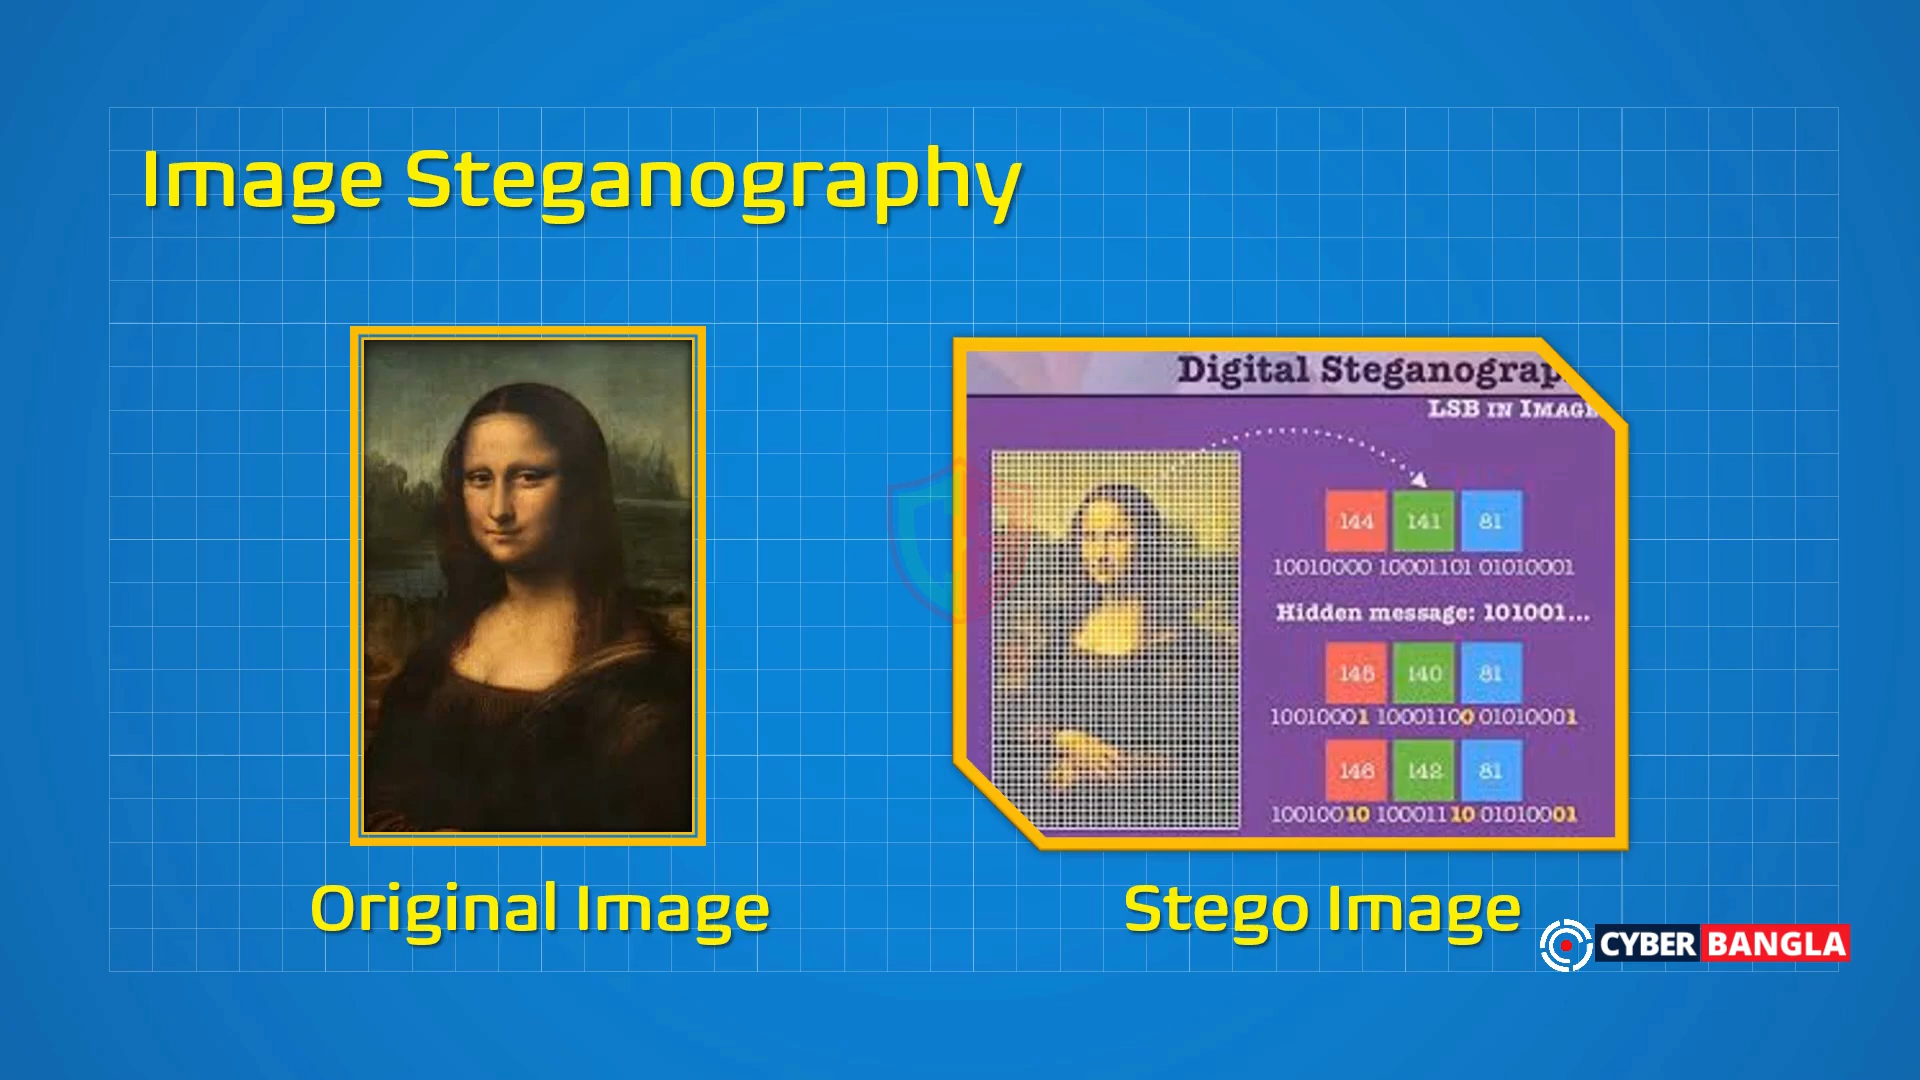 Image Steganography
Digital Steganograp
LSB IN IMAGE
144 141 81
10010000 10001101 01010001
Hidden message: 101001...
145 140 81
10010001 10001100 01010001
146 142 81
10010010 10001110 01010001
Original Image
Stego Image
CYBER BANGLA